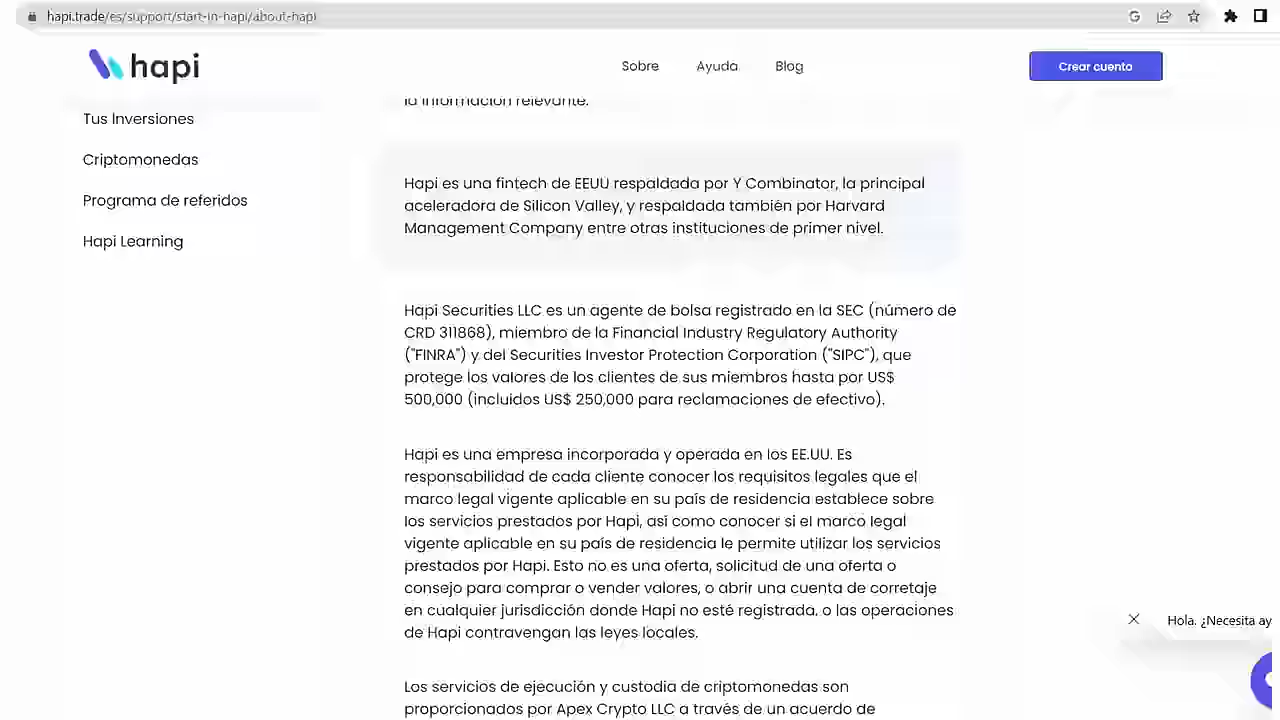 hapi.trade/es/support/start-in-hapi/about-hapi
hapi
Sobre
Ayuda
Blog
Crear cuenta
la información relevante.
Tus Inversiones
Criptomonedas
Programa de referidos
Hapi Learning
Hapi es una fintech de EEUU respaldada por Y Combinator, la principal
aceleradora de Silicon Valley, y respaldada también por Harvard
Management Company entre otras instituciones de primer nivel.
Hapi Securities LLC es un agente de bolsa registrado en la SEC (número de
CRD 311868), miembro de la Financial Industry Regulatory Authority
("FINRA") y del Securities Investor Protection Corporation ("SIPC"), que
protege los valores de los clientes de sus miembros hasta por US$
500,000 (incluidos US$ 250,000 para reclamaciones de efectivo).
Hapi es una empresa incorporada y operada en los EE.UU. Es
responsabilidad de cada cliente conocer los requisitos legales que el
marco legal vigente aplicable en su país de residencia establece sobre
los servicios prestados por Hapi, asi como conocer si el marco legal
vigente aplicable en su país de residencia le permite utilizar los servicios
prestados por Hapi. Esto no es una oferta, solicitud de una oferta o
consejo para comprar o vender valores, o abrir una cuenta de corretaje
en cualquier jurisdicción donde Hapi no esté registrada. o las operaciones
de Hapi contravengan las leyes locales.
Hola. ¿Necesita ay
Los servicios de ejecución y custodia de criptomonedas son
proporcionados por Apex Crypto LLC a través de un acuerdo de